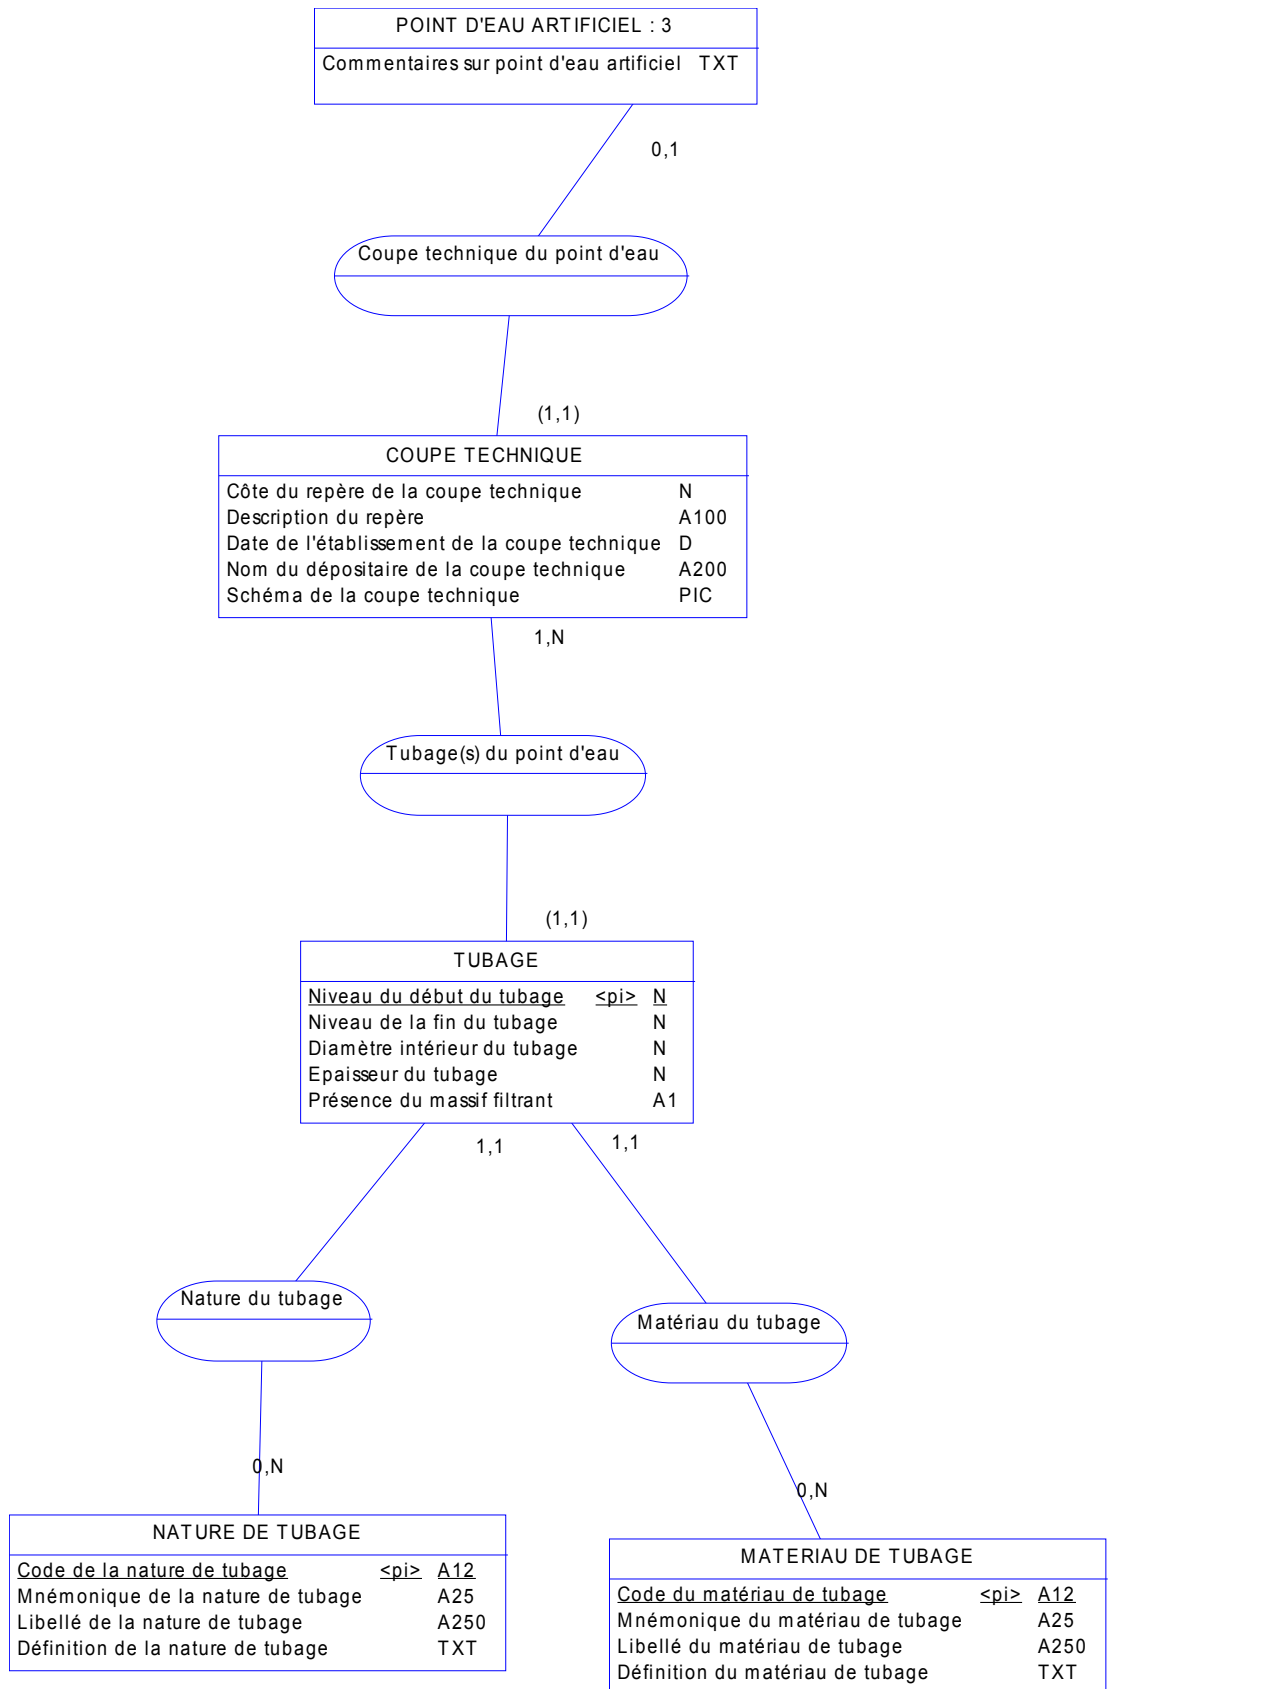 POINT D'EAU ARTIFICIEL : 3
Commentaires sur point d'eau artificiel TXT
0,1
Coupe technique du point d'eau
(1,1)
COUPE TECHNIQUE
Côte du repère de la coupe technique N
Description du repère A100
Date de l'établissement de la coupe technique D
Nom du dépositaire de la coupe technique A200
Schéma de la coupe technique PIC
1,N
Tubage(s) du point d'eau
(1,1)
TUBAGE
Niveau du début du tubage <pi> N
Niveau de la fin du tubage N
Diamètre intérieur du tubage N
Epaisseur du tubage N
Présence du massif filtrant A1
1,1 1,1
Nature du tubage
Matériau du tubage
0,N
0,N
NATURE DE TUBAGE
Code de la nature de tubage <pi> A12
Mnémonique de la nature de tubage A25
Libellé de la nature de tubage A250
Définition de la nature de tubage TXT
MATERIAU DE TUBAGE
Code du matériau de tubage <pi> A12
Mnémonique du matériau de tubage A25
Libellé du matériau de tubage A250
Définition du matériau de tubage TXT